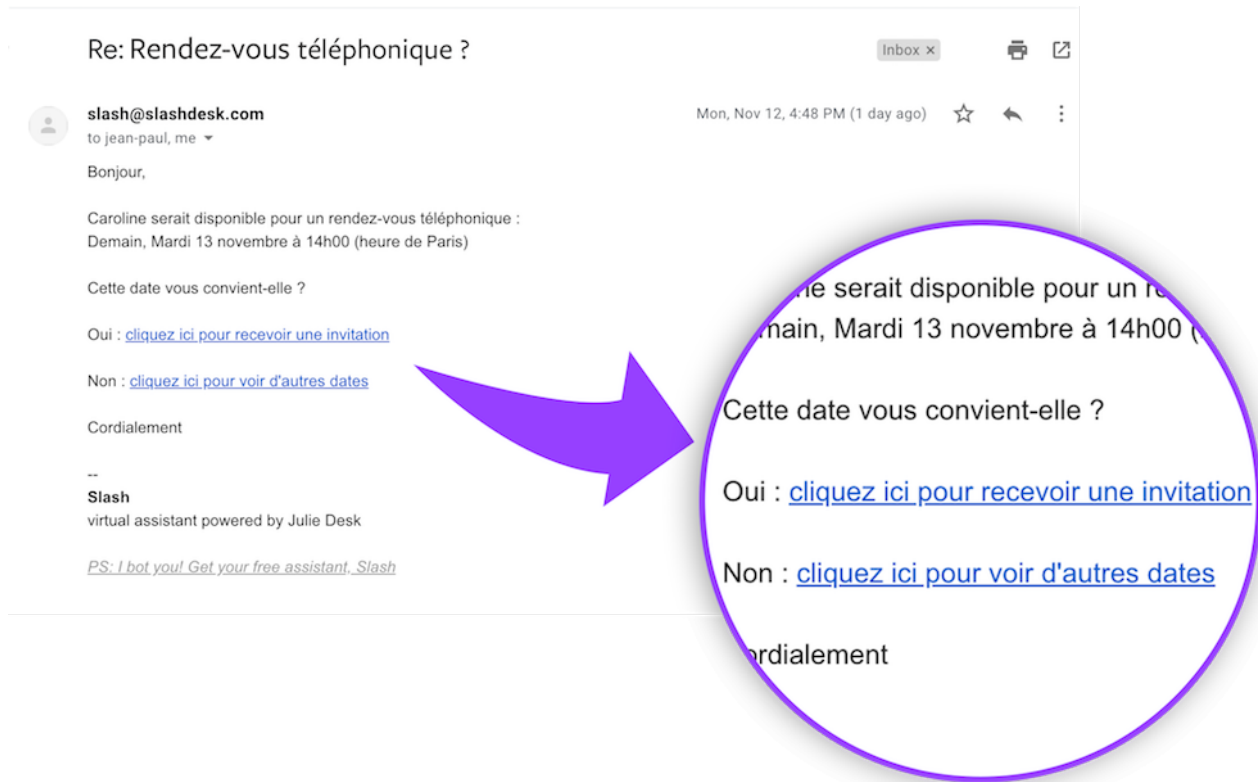 Re: Rendez-vous téléphonique ?
Inbox ×
slash@slashdesk.com
Mon, Nov 12, 4:48 PM (1 day ago)
to jean-paul, me
Bonjour,
Caroline serait disponible pour un rendez-vous téléphonique :
Demain, Mardi 13 novembre à 14h00 (heure de Paris)
Cette date vous convient-elle ?
Oui : cliquez ici pour recevoir une invitation
Non : cliquez ici pour voir d'autres dates
Cordialement
--
Slash
virtual assistant powered by Julie Desk
PS: I bot you! Get your free assistant, Slash
ne serait disponible pour un re
main, Mardi 13 novembre à 14h00 (
Cette date vous convient-elle ?
Oui : cliquez ici pour recevoir une invitation
Non : cliquez ici pour voir d'autres dates
ordialement